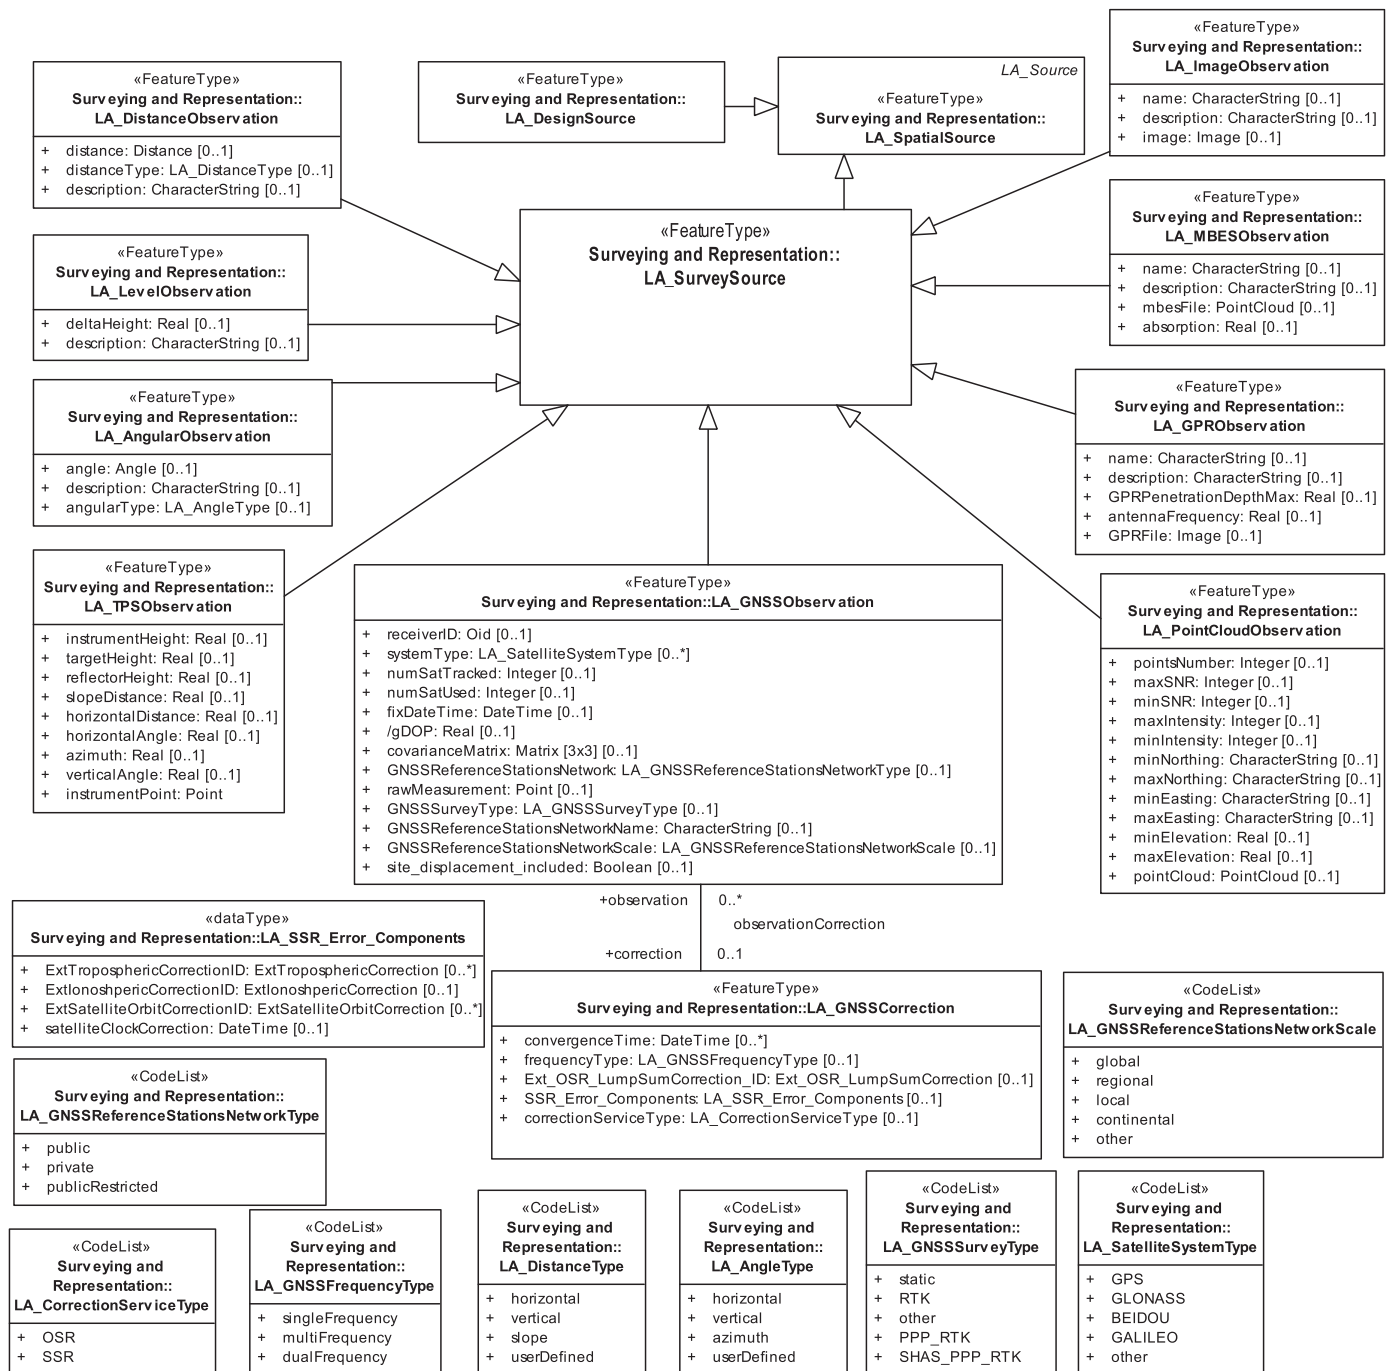 «FeatureType»
Surveying and Representation::
LA_DistanceObservation
+ distance: Distance [0..1]
+ distanceType: LA_DistanceType [0..1]
+ description: CharacterString [0..1]
«FeatureType»
Surveying and Representation::
LA_DesignSource
LA_Source
«FeatureType»
Surveying and Representation::
LA_SpatialSource
«FeatureType»
Surveying and Representation::
LA_ImageObservation
+ name: CharacterString [0..1]
+ description: CharacterString [0..1]
+ image: Image [0..1]
«FeatureType»
Surveying and Representation::
LA_LevelObservation
+ deltaHeight: Real [0..1]
+ description: CharacterString [0..1]
«FeatureType»
Surveying and Representation::
LA_SurveySource
«FeatureType»
Surveying and Representation::
LA_MBESObservation
+ name: CharacterString [0..1]
+ description: CharacterString [0..1]
+ mbesFile: PointCloud [0..1]
+ absorption: Real [0..1]
«FeatureType»
Surveying and Representation::
LA_AngularObservation
+ angle: Angle [0..1]
+ description: CharacterString [0..1]
+ angularType: LA_AngleType [0..1]
«FeatureType»
Surveying and Representation::
LA_GPRObservation
+ name: CharacterString [0..1]
+ description: CharacterString [0..1]
+ GPRPenetrationDepthMax: Real [0..1]
+ antennaFrequency: Real [0..1]
+ GPRFile: Image [0..1]
«FeatureType»
Surveying and Representation::
LA_TPSObservation
+ instrumentHeight: Real [0..1]
+ targetHeight: Real [0..1]
+ reflectorHeight: Real [0..1]
+ slopeDistance: Real [0..1]
+ horizontalDistance: Real [0..1]
+ horizontalAngle: Real [0..1]
+ azimuth: Real [0..1]
+ verticalAngle: Real [0..1]
+ instrumentPoint: Point
«FeatureType»
Surveying and Representation::LA_GNSSObservation
+ receiverID: Oid [0..1]
+ systemType: LA_SatelliteSystemType [0..*]
+ numSatTracked: Integer [0..1]
+ numSatUsed: Integer [0..1]
+ fixDateTime: DateTime [0..1]
+ /gDOP: Real [0..1]
+ covarianceMatrix: Matrix [3x3] [0..1]
+ GNSSReferenceStationsNetwork: LA_GNSSReferenceStationsNetworkType [0..1]
+ rawMeasurement: Point [0..1]
+ GNSSSurveyType: LA_GNSSSurveyType [0..1]
+ GNSSReferenceStationsNetworkName: CharacterString [0..1]
+ GNSSReferenceStationsNetworkScale: LA_GNSSReferenceStationsNetworkScale [0..1]
+ site_displacement_included: Boolean [0..1]
«FeatureType»
Surveying and Representation::
LA_PointCloudObservation
+ pointsNumber: Integer [0..1]
+ maxSNR: Integer [0..1]
+ minSNR: Integer [0..1]
+ maxIntensity: Integer [0..1]
+ minIntensity: Integer [0..1]
+ minNorthing: CharacterString [0..1]
+ maxNorthing: CharacterString [0..1]
+ minEasting: CharacterString [0..1]
+ maxEasting: CharacterString [0..1]
+ minElevation: Real [0..1]
+ maxElevation: Real [0..1]
+ pointCloud: PointCloud [0..1]
+observation 0..*
observationCorrection
+correction 0..1
«dataType»
Surveying and Representation::LA_SSR_Error_Components
+ ExtTroposphericCorrectionID: ExtTroposphericCorrection [0..*]
+ ExtIonoshpericCorrectionID: ExtIonoshpericCorrection [0..1]
+ ExtSatelliteOrbitCorrectionID: ExtSatelliteOrbitCorrection [0..*]
+ satelliteClockCorrection: DateTime [0..1]
«FeatureType»
Surveying and Representation::LA_GNSSCorrection
+ convergenceTime: DateTime [0..*]
+ frequencyType: LA_GNSSFrequencyType [0..1]
+ Ext_OSR_LumpSumCorrection_ID: Ext_OSR_LumpSumCorrection [0..1]
+ SSR_Error_Components: LA_SSR_Error_Components [0..1]
+ correctionServiceType: LA_CorrectionServiceType [0..1]
«CodeList»
Surveying and Representation::
LA_GNSSReferenceStationsNetworkScale
+ global
+ regional
+ local
+ continental
+ other
«CodeList»
Surveying and Representation::
LA_GNSSReferenceStationsNetworkType
+ public
+ private
+ publicRestricted
«CodeList»
Surveying and
Representation::
LA_CorrectionServiceType
+ OSR
+ SSR
«CodeList»
Surveying and
Representation::
LA_GNSSFrequencyType
+ singleFrequency
+ multiFrequency
+ dualFrequency
«CodeList»
Surveying and
Representation::
LA_DistanceType
+ horizontal
+ vertical
+ slope
+ userDefined
«CodeList»
Surveying and
Representation::
LA_AngleType
+ horizontal
+ vertical
+ azimuth
+ userDefined
«CodeList»
Surveying and
Representation::
LA_GNSSSurveyType
+ static
+ RTK
+ other
+ PPP_RTK
+ SHAS_PPP_RTK
«CodeList»
Surveying and
Representation::
LA_SatelliteSystemType
+ GPS
+ GLONASS
+ BEIDOU
+ GALILEO
+ other